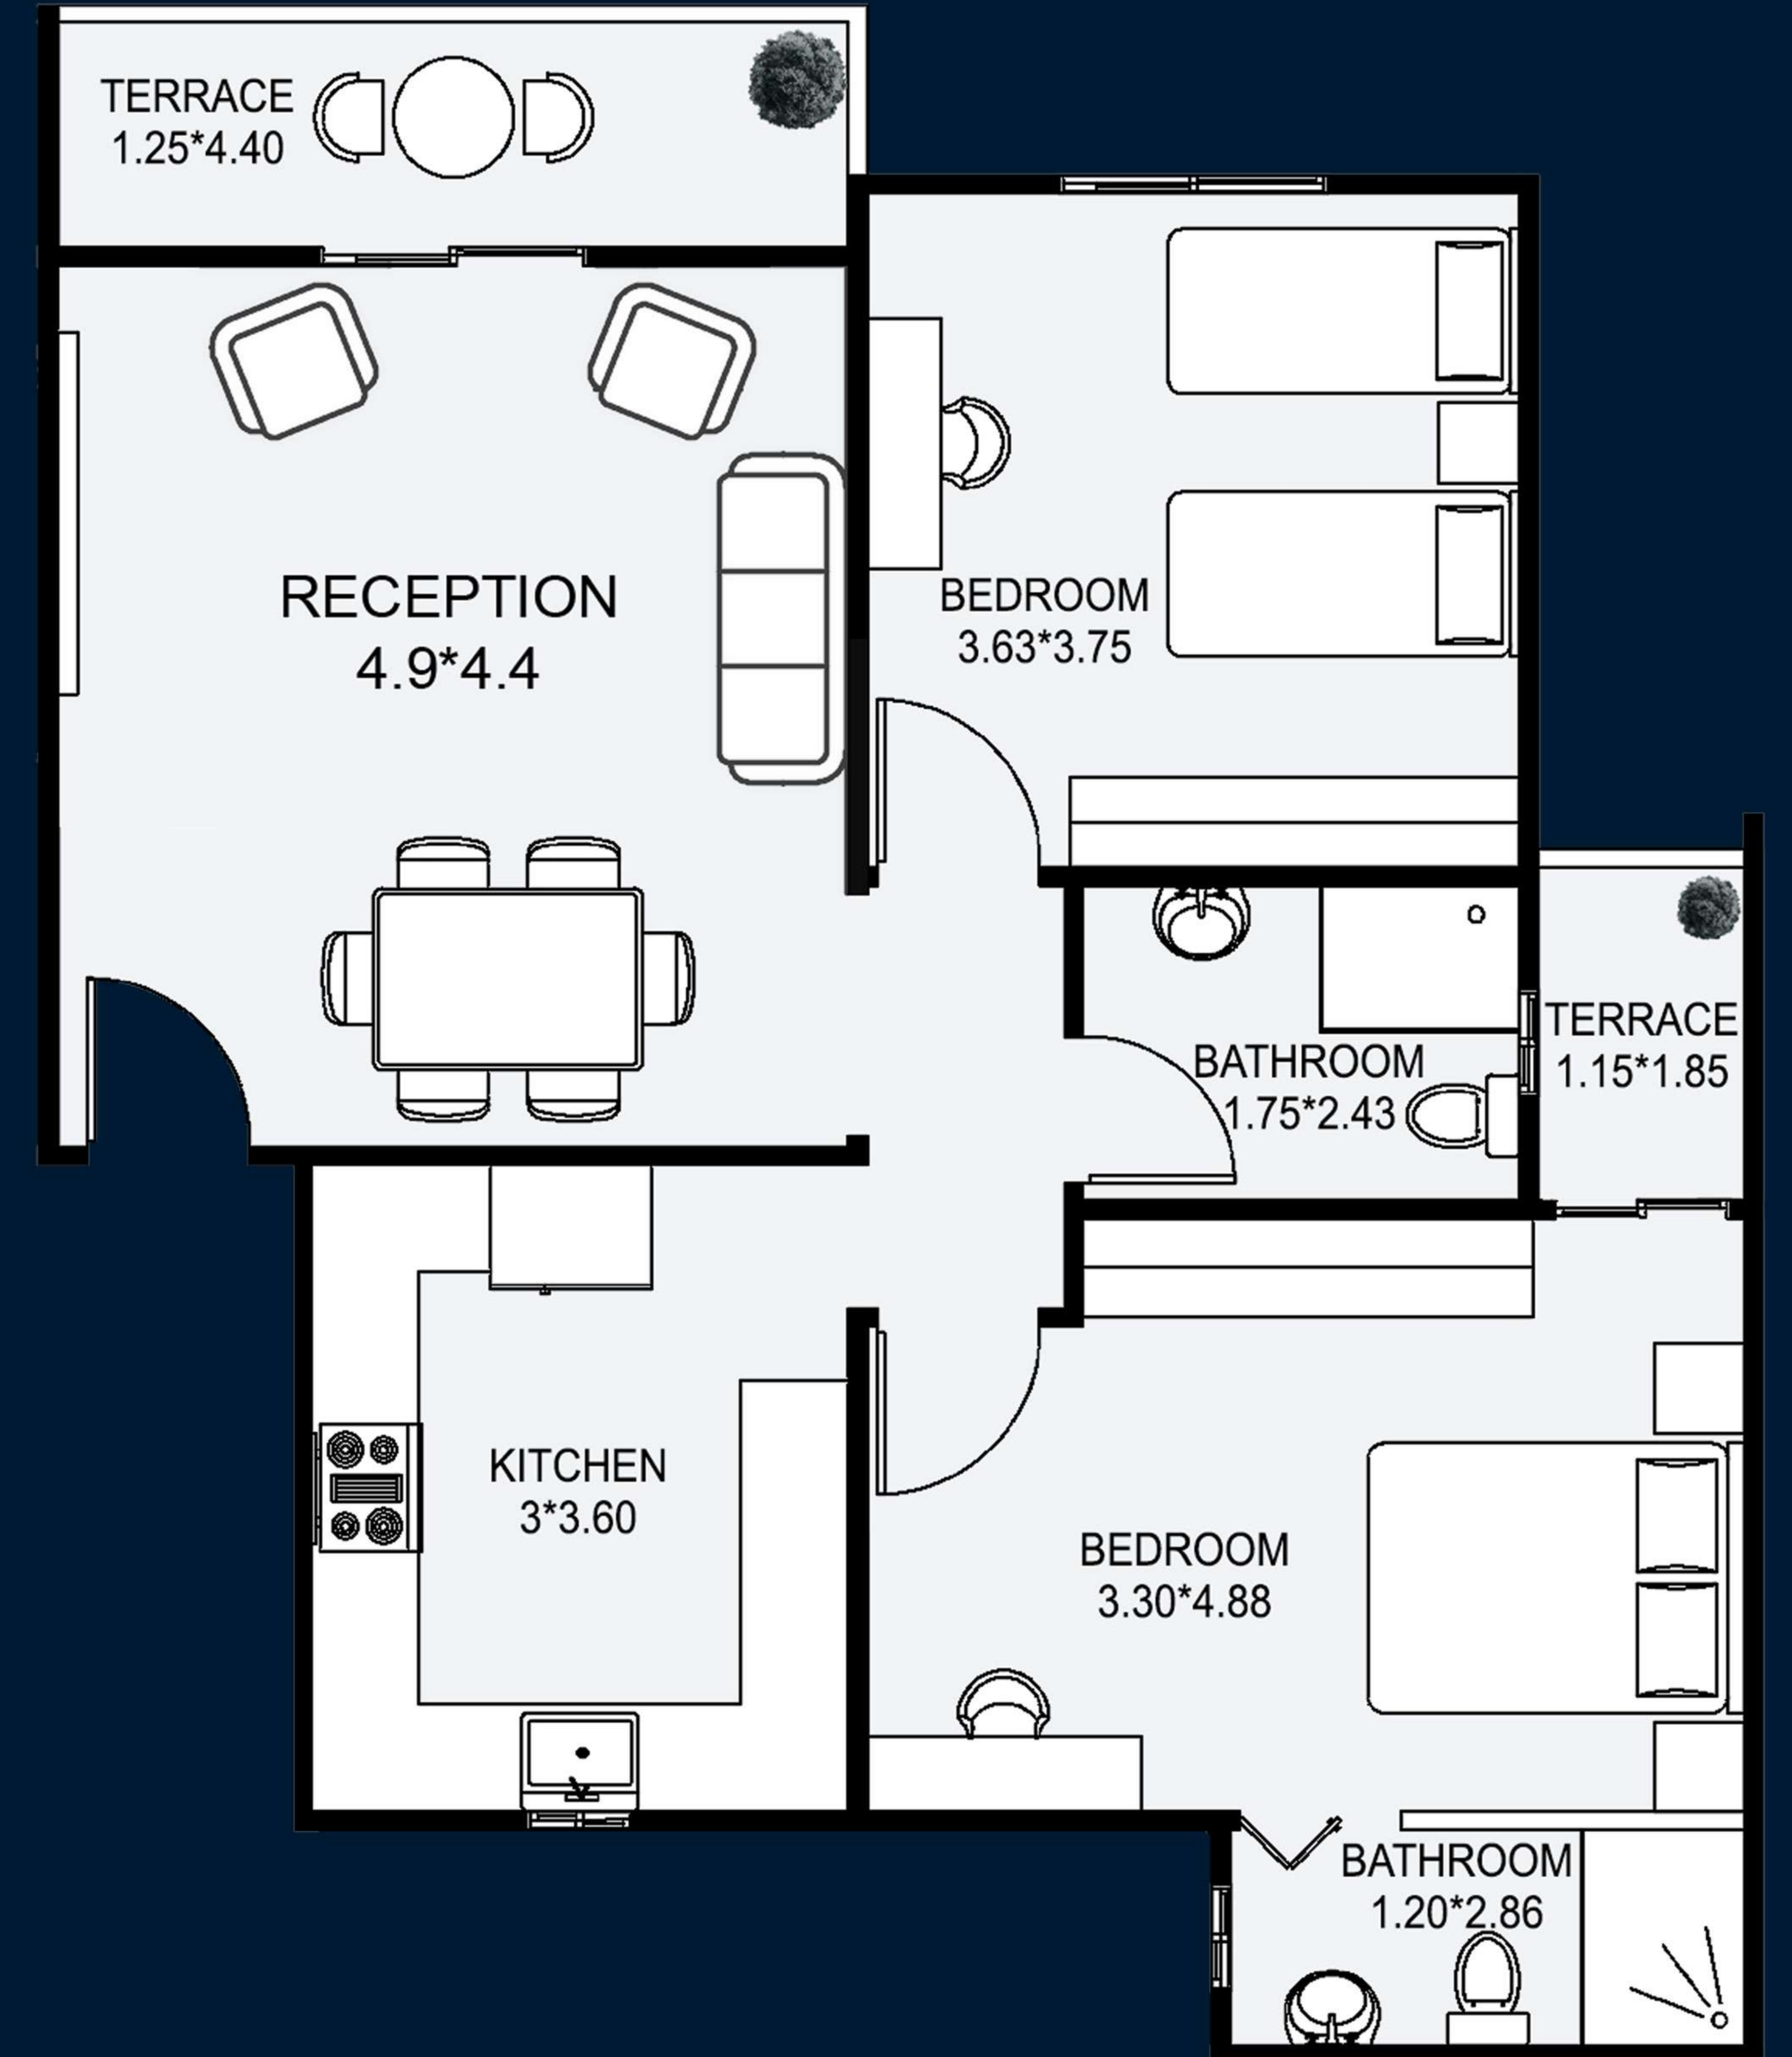 TERRACE
1.25*4.40
RECEPTION
4.9*4.4
BEDROOM
3.63*3.75
TERRACE
1.15*1.85
BATHROOM
1.75*2.43
KITCHEN
3*3.60
BEDROOM
3.30*4.88
BATHROOM
1.20*2.86